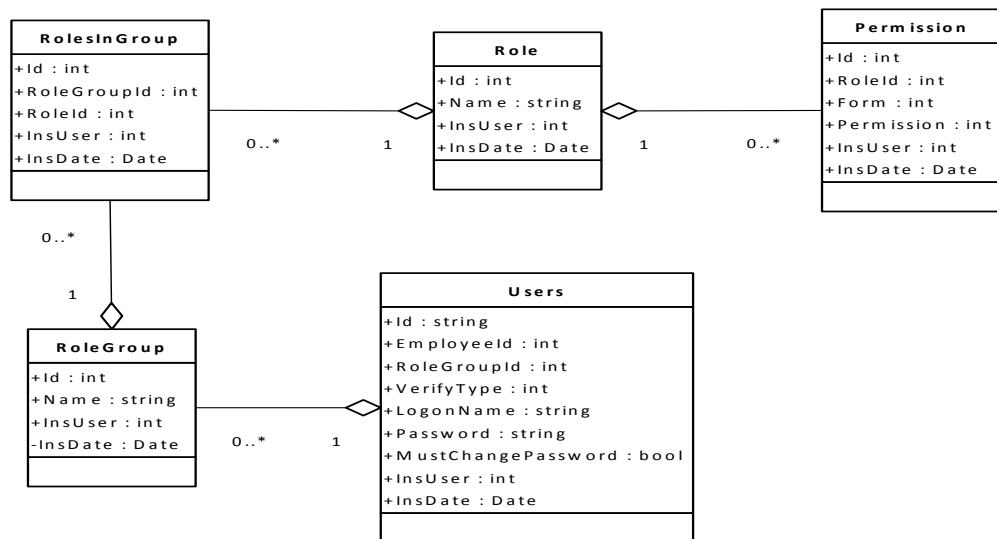 RolesInGroup
+Id : int
+RoleGroupId : int
+RoleId : int
+InsUser : int
+InsDate : Date
Role
+Id : int
+Name : string
+InsUser : int
+InsDate : Date
Permission
+Id : int
+RoleId : int
+Form : int
+Permission : int
+InsUser : int
+InsDate : Date
0..*
1
1
0..*
0..*
1
RoleGroup
+Id : int
+Name : string
+InsUser : int
-InsDate : Date
0..*
1
Users
+Id : string
+EmployeeId : int
+RoleGroupId : int
+VerifyType : int
+LogonName : string
+Password : string
+MustChangePassword : bool
+InsUser : int
+InsDate : Date